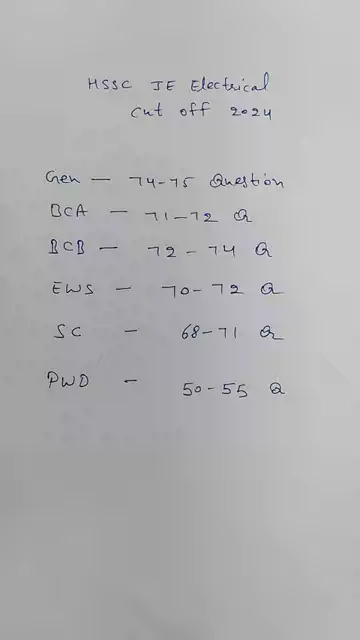 HSSC JE Electrical
Cut off 2024
Gen - 74-75 Question
BCA - 71-72 Q
BCB - 72-74 Q
EWS - 70-72 Q
SC - 68-71 Q
PWD - 50-55 Q